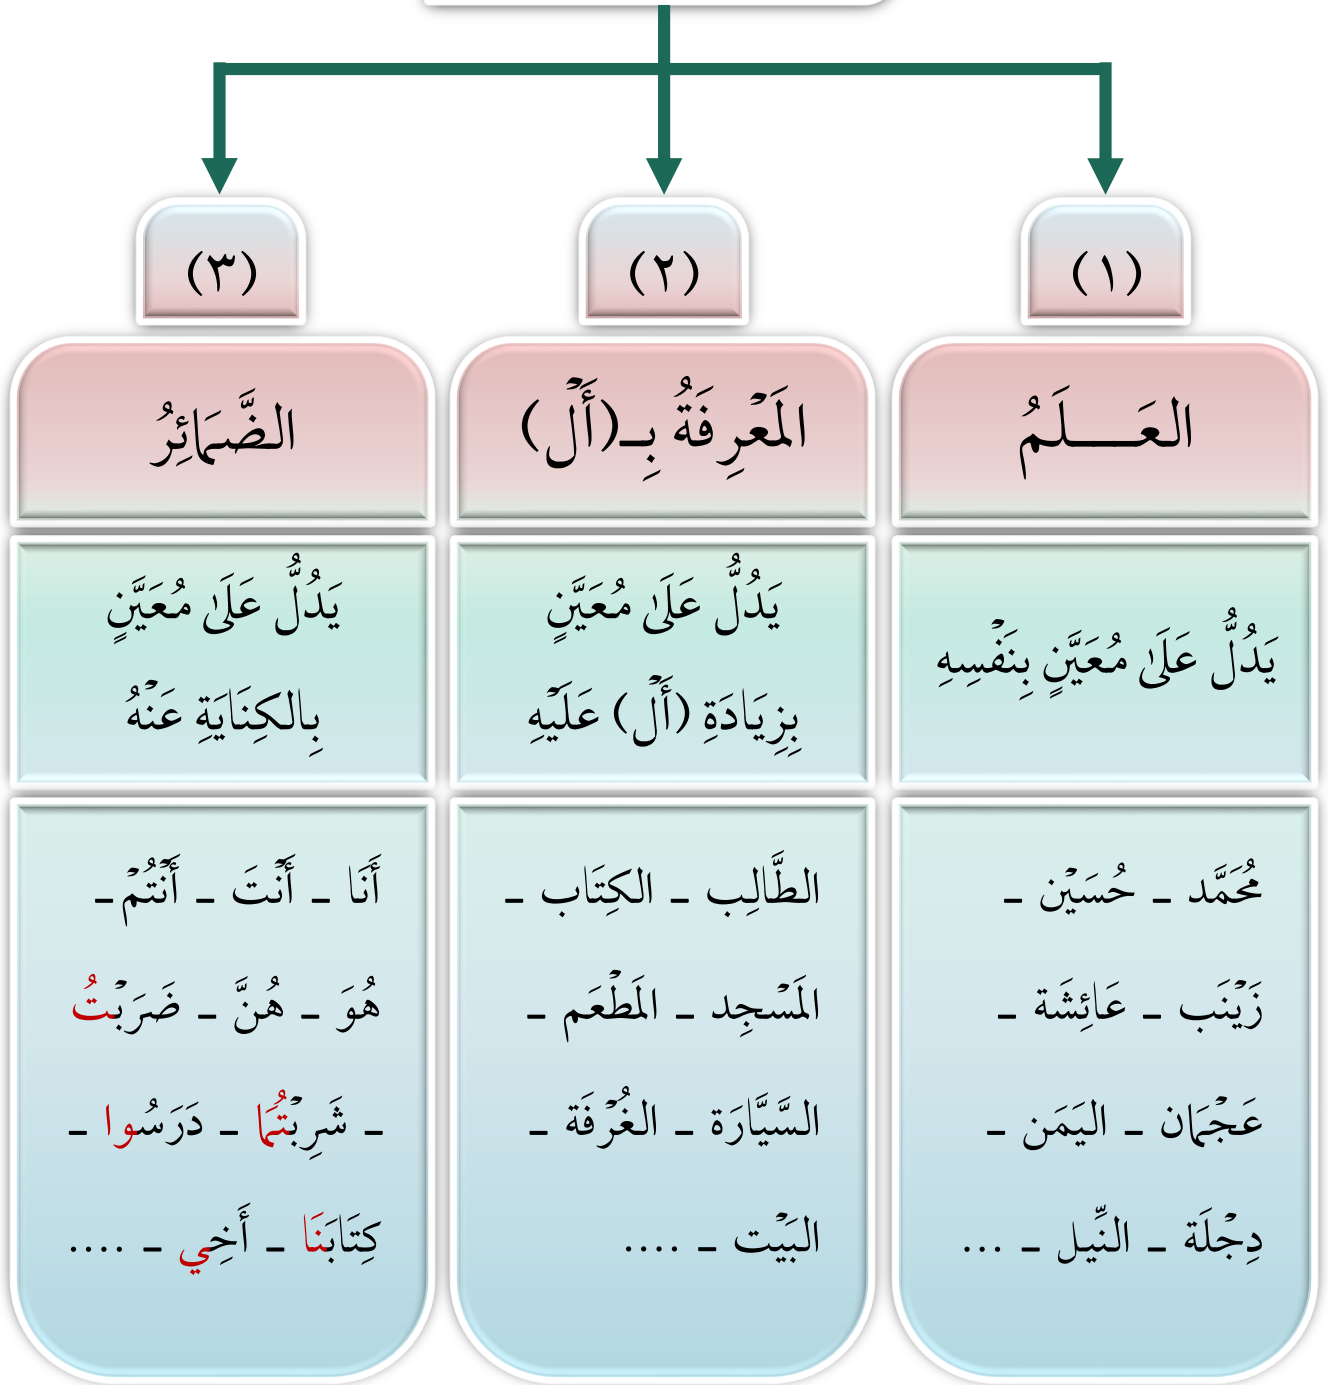 (١)
العَـــلَمُ
يَدُلُّ عَلَىٰ مُعَيَّنٍ بِنَفْسِهِ
مُحَمَّد ـ حُسَيْن ـ
زَيْنَب ـ عَائِشَة ـ
عَجْمَان ـ اليَمَن ـ
دِجْلَة ـ النِّيل ـ ...
(٢)
المَعْرِفَةُ بِـ(أَلْ)
يَدُلُّ عَلَىٰ مُعَيَّنٍ
بِزِيَادَةِ (أَلْ) عَلَيْهِ
الطَّالِب ـ الكِتَاب ـ
المَسْجِد ـ المَطْعَم ـ
السَّيَّارَة ـ الغُرْفَة ـ
البَيْت ـ ....
(٣)
الضَّمَائِرُ
يَدُلُّ عَلَىٰ مُعَيَّنٍ
بِالكِنَايَةِ عَنْهُ
أَنَا ـ أَنْتَ ـ أَنْتُمْ ـ
هُوَ ـ هُنَّ ـ ضَرَبْتُ
ـ شَرِبْتُمَا ـ دَرَسُوا ـ
كِتَابَنَا ـ أَخِي ـ ....